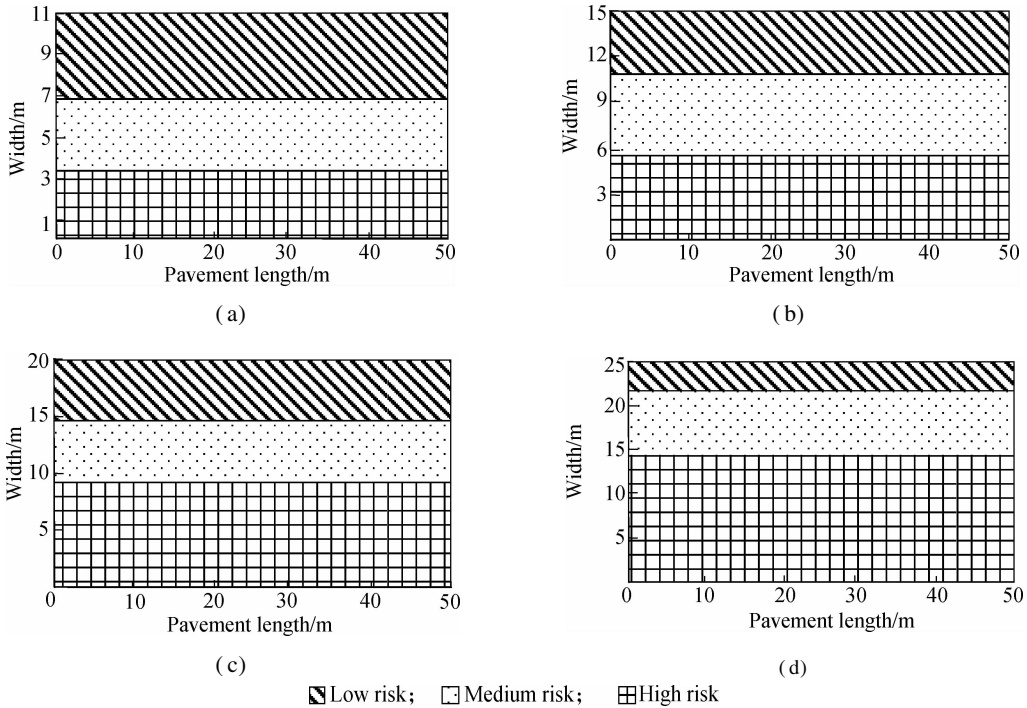 11
9
7
5
3
1
Width/m
0 10 20 30 40 50
Pavement length/m
(a)
15
12
9
6
3
Width/m
0 10 20 30 40 50
Pavement length/m
(b)
20
15
10
5
Width/m
0 10 20 30 40 50
Pavement length/m
(c)
25
20
15
10
5
Width/m
0 10 20 30 40 50
Pavement length/m
(d)
Low risk; Medium risk; High risk